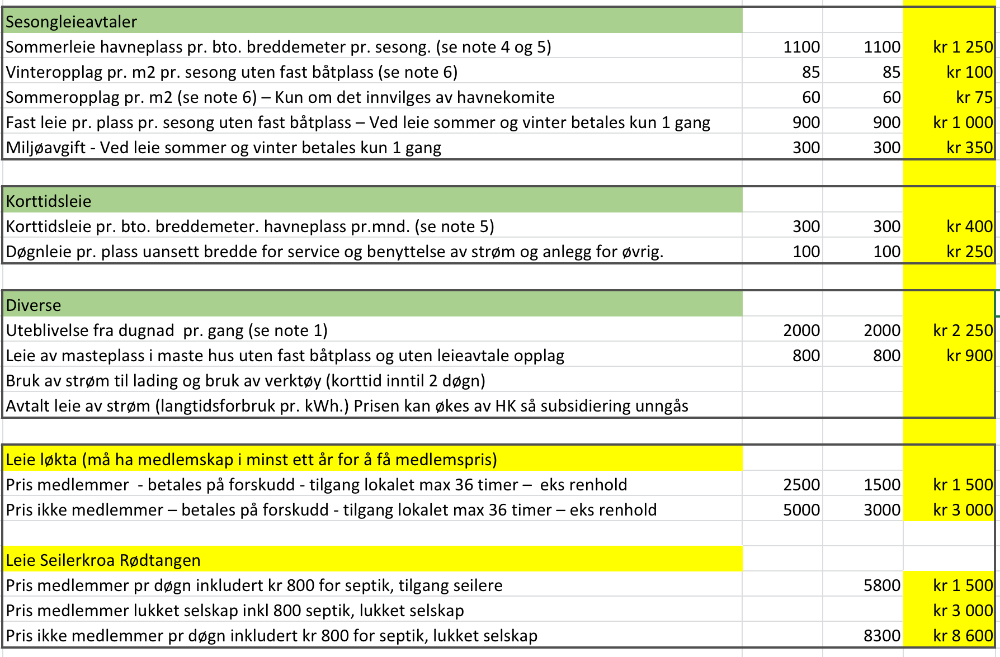 Sesongleieavtaler
Sommerleie havneplass pr. bto. breddemeter pr. sesong. (se note 4 og 5) 1100 1100 kr 1 250
Vinteropplag pr. m2 pr. sesong uten fast båtplass (se note 6) 85 85 kr 100
Sommeropplag pr. m2 (se note 6) – Kun om det innvilges av havnekomite 60 60 kr 75
Fast leie pr. plass pr. sesong uten fast båtplass – Ved leie sommer og vinter betales kun 1 gang 900 900 kr 1 000
Miljøavgift - Ved leie sommer og vinter betales kun 1 gang 300 300 kr 350
Korttidsleie
Korttidsleie pr. bto. breddemeter. havneplass pr.mnd. (se note 5) 300 300 kr 400
Døgnleie pr. plass uansett bredde for service og benyttelse av strøm og anlegg for øvrig. 100 100 kr 250
Diverse
Uteblivelse fra dugnad  pr. gang (se note 1) 2000 2000 kr 2 250
Leie av masteplass i maste hus uten fast båtplass og uten leieavtale opplag 800 800 kr 900
Bruk av strøm til lading og bruk av verktøy (korttid inntil 2 døgn)
Avtalt leie av strøm (langtidsforbruk pr. kWh.) Prisen kan økes av HK så subsidiering unngås
Leie løkta (må ha medlemskap i minst ett år for å få medlemspris)
Pris medlemmer  - betales på forskudd - tilgang lokalet max 36 timer –  eks renhold 2500 1500 kr 1 500
Pris ikke medlemmer – betales på forskudd - tilgang lokalet max 36 timer – eks renhold 5000 3000 kr 3 000
Leie Seilerkroa Rødtangen
Pris medlemmer pr døgn inkludert kr 800 for septik, tilgang seilere 5800 kr 1 500
Pris medlemmer lukket selskap inkl 800 septik, lukket selskap kr 3 000
Pris ikke medlemmer pr døgn inkludert kr 800 for septik, lukket selskap 8300 kr 8 600